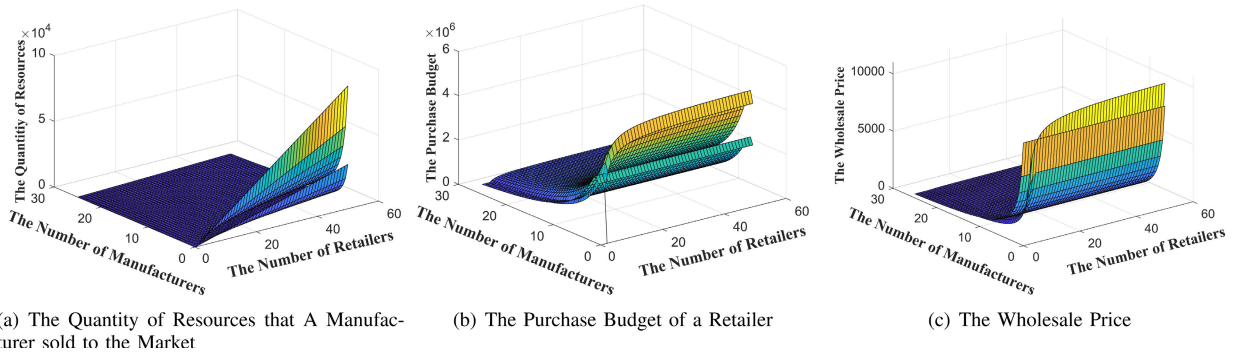 ×10⁴
10
5
0
30
20
10
0
0
20
40
60
The Quantitiy of Resources
The Number of Manufacturers
The Number of Retailers
×10⁶
6
4
2
0
30
20
10
0
0
20
40
60
The Purchase Budget
The Number of Manufacturers
The Number of Retailers
10000
5000
0
30
20
10
0
0
20
40
60
The Wholesale Price
The Number of Manufacturers
The Number of Retailers
(a) The Quantity of Resources that A Manufac-
turer sold to the Market
(b) The Purchase Budget of a Retailer
(c) The Wholesale Price